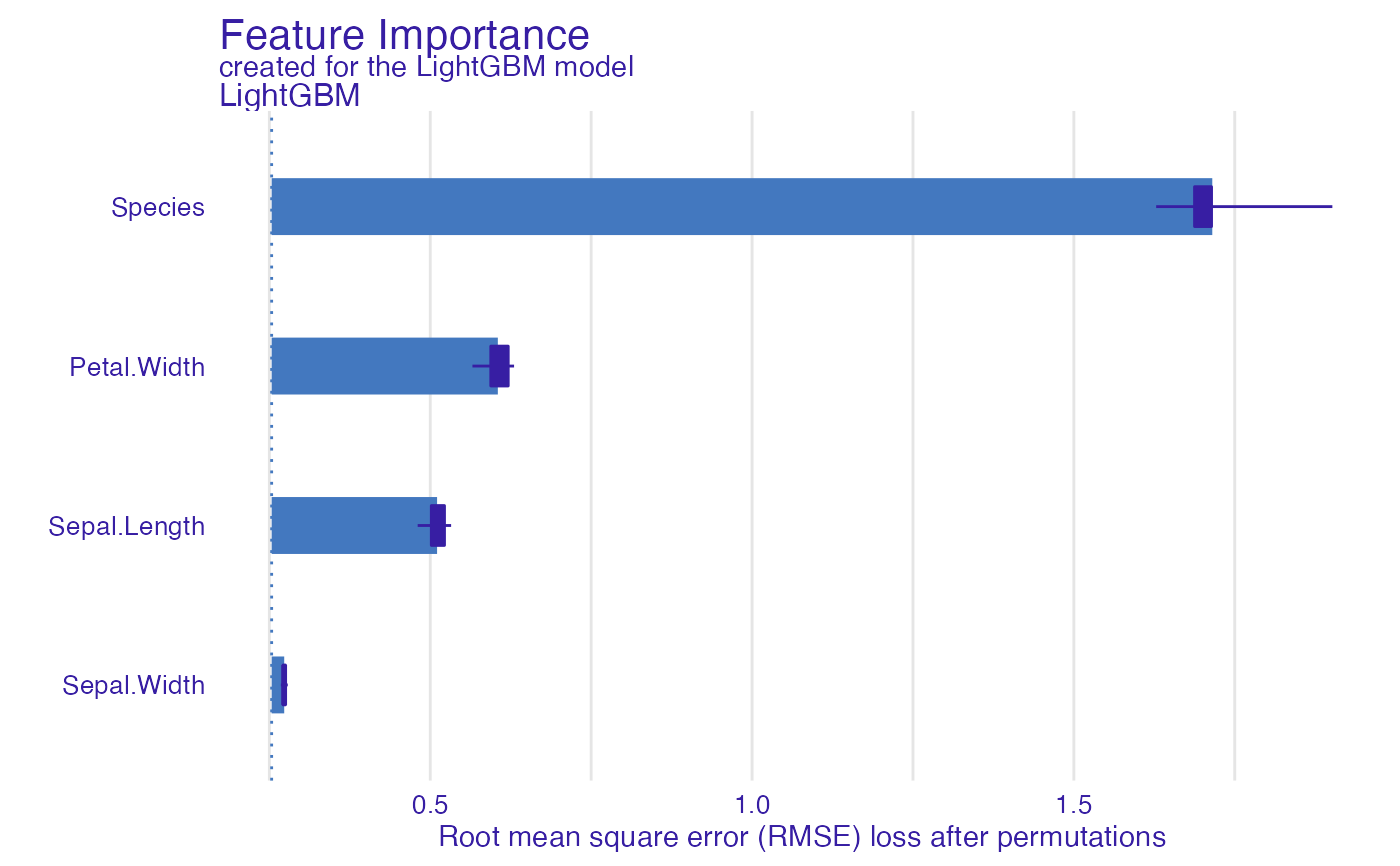 Feature Importance
created for the LightGBM model
LightGBM
Species
Petal.Width
Sepal.Length
Sepal.Width
0.5 1.0 1.5
Root mean square error (RMSE) loss after permutations